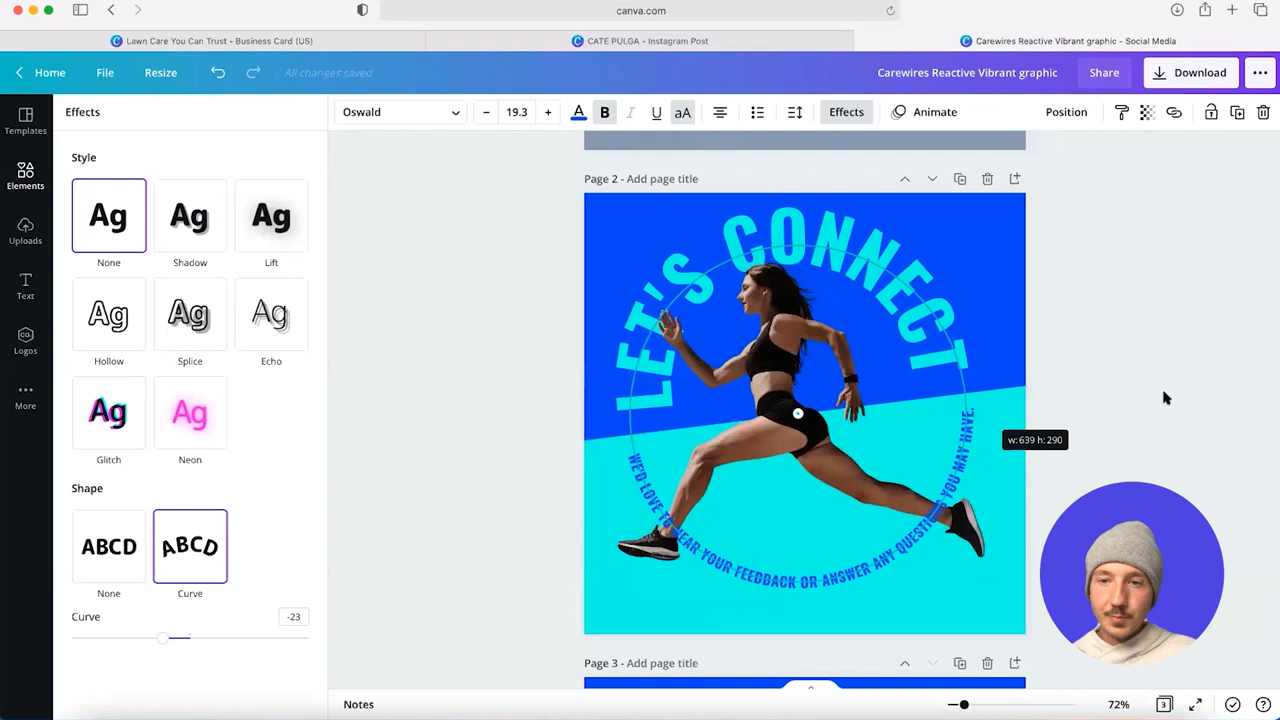 canva.com
Lawn Care You Can Trust - Business Card (US)
CATE PULGA - Instagram Post
Carewires Reactive Vibrant graphic - Social Media
Home
File
Resize
All changes saved
Carewires Reactive Vibrant graphic
Share
Download
Templates
Elements
Uploads
Text
CO.
Logos
More
Effects
Style
Ag
Ag
Ag
None
Shadow
Lift
Ag
Ag
Ag
Hollow
Splice
Echo
Ag
Ag
Glitch
Neon
Shape
ABCD
ABCD
None
Curve
Curve
-23
Oswald
19.3
A
B
I
U
aA
Effects
Animate
Position
Page 2 - Add page title
LET'S CONNECT
WE'D LOVE TO HEAR YOUR FEEDBACK OR ANSWER ANY QUESTIONS YOU MAY HAVE.
w: 639 h: 290
Page 3 - Add page title
Notes
72%
3
?